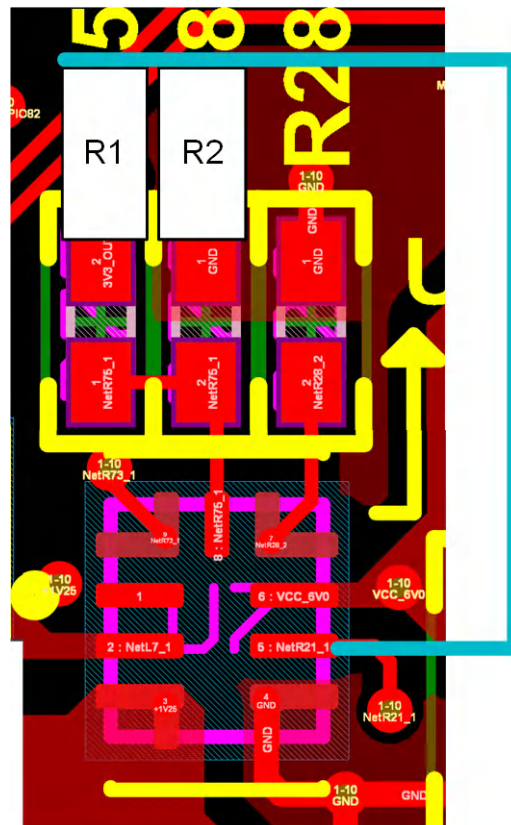 5
8
R28
PIO82
M
R1
R2
1-10
GND
GND
2
3V3_OUT
1
GND
1
GND
C
1
NetR75_1
2
NetR75_1
2
NetR28_2
1-10
NetR73_1
8 : NetR75_1
9
NetR73_1
7
NetR28_2
1-10
+1V25
1
6 : VCC_6V0
1-10
VCC_6V0
2 : NetL7_1
5 : NetR21_1
3
+1V25
4
GND
GND
1-10
NetR21_1
1-10
GND
GND